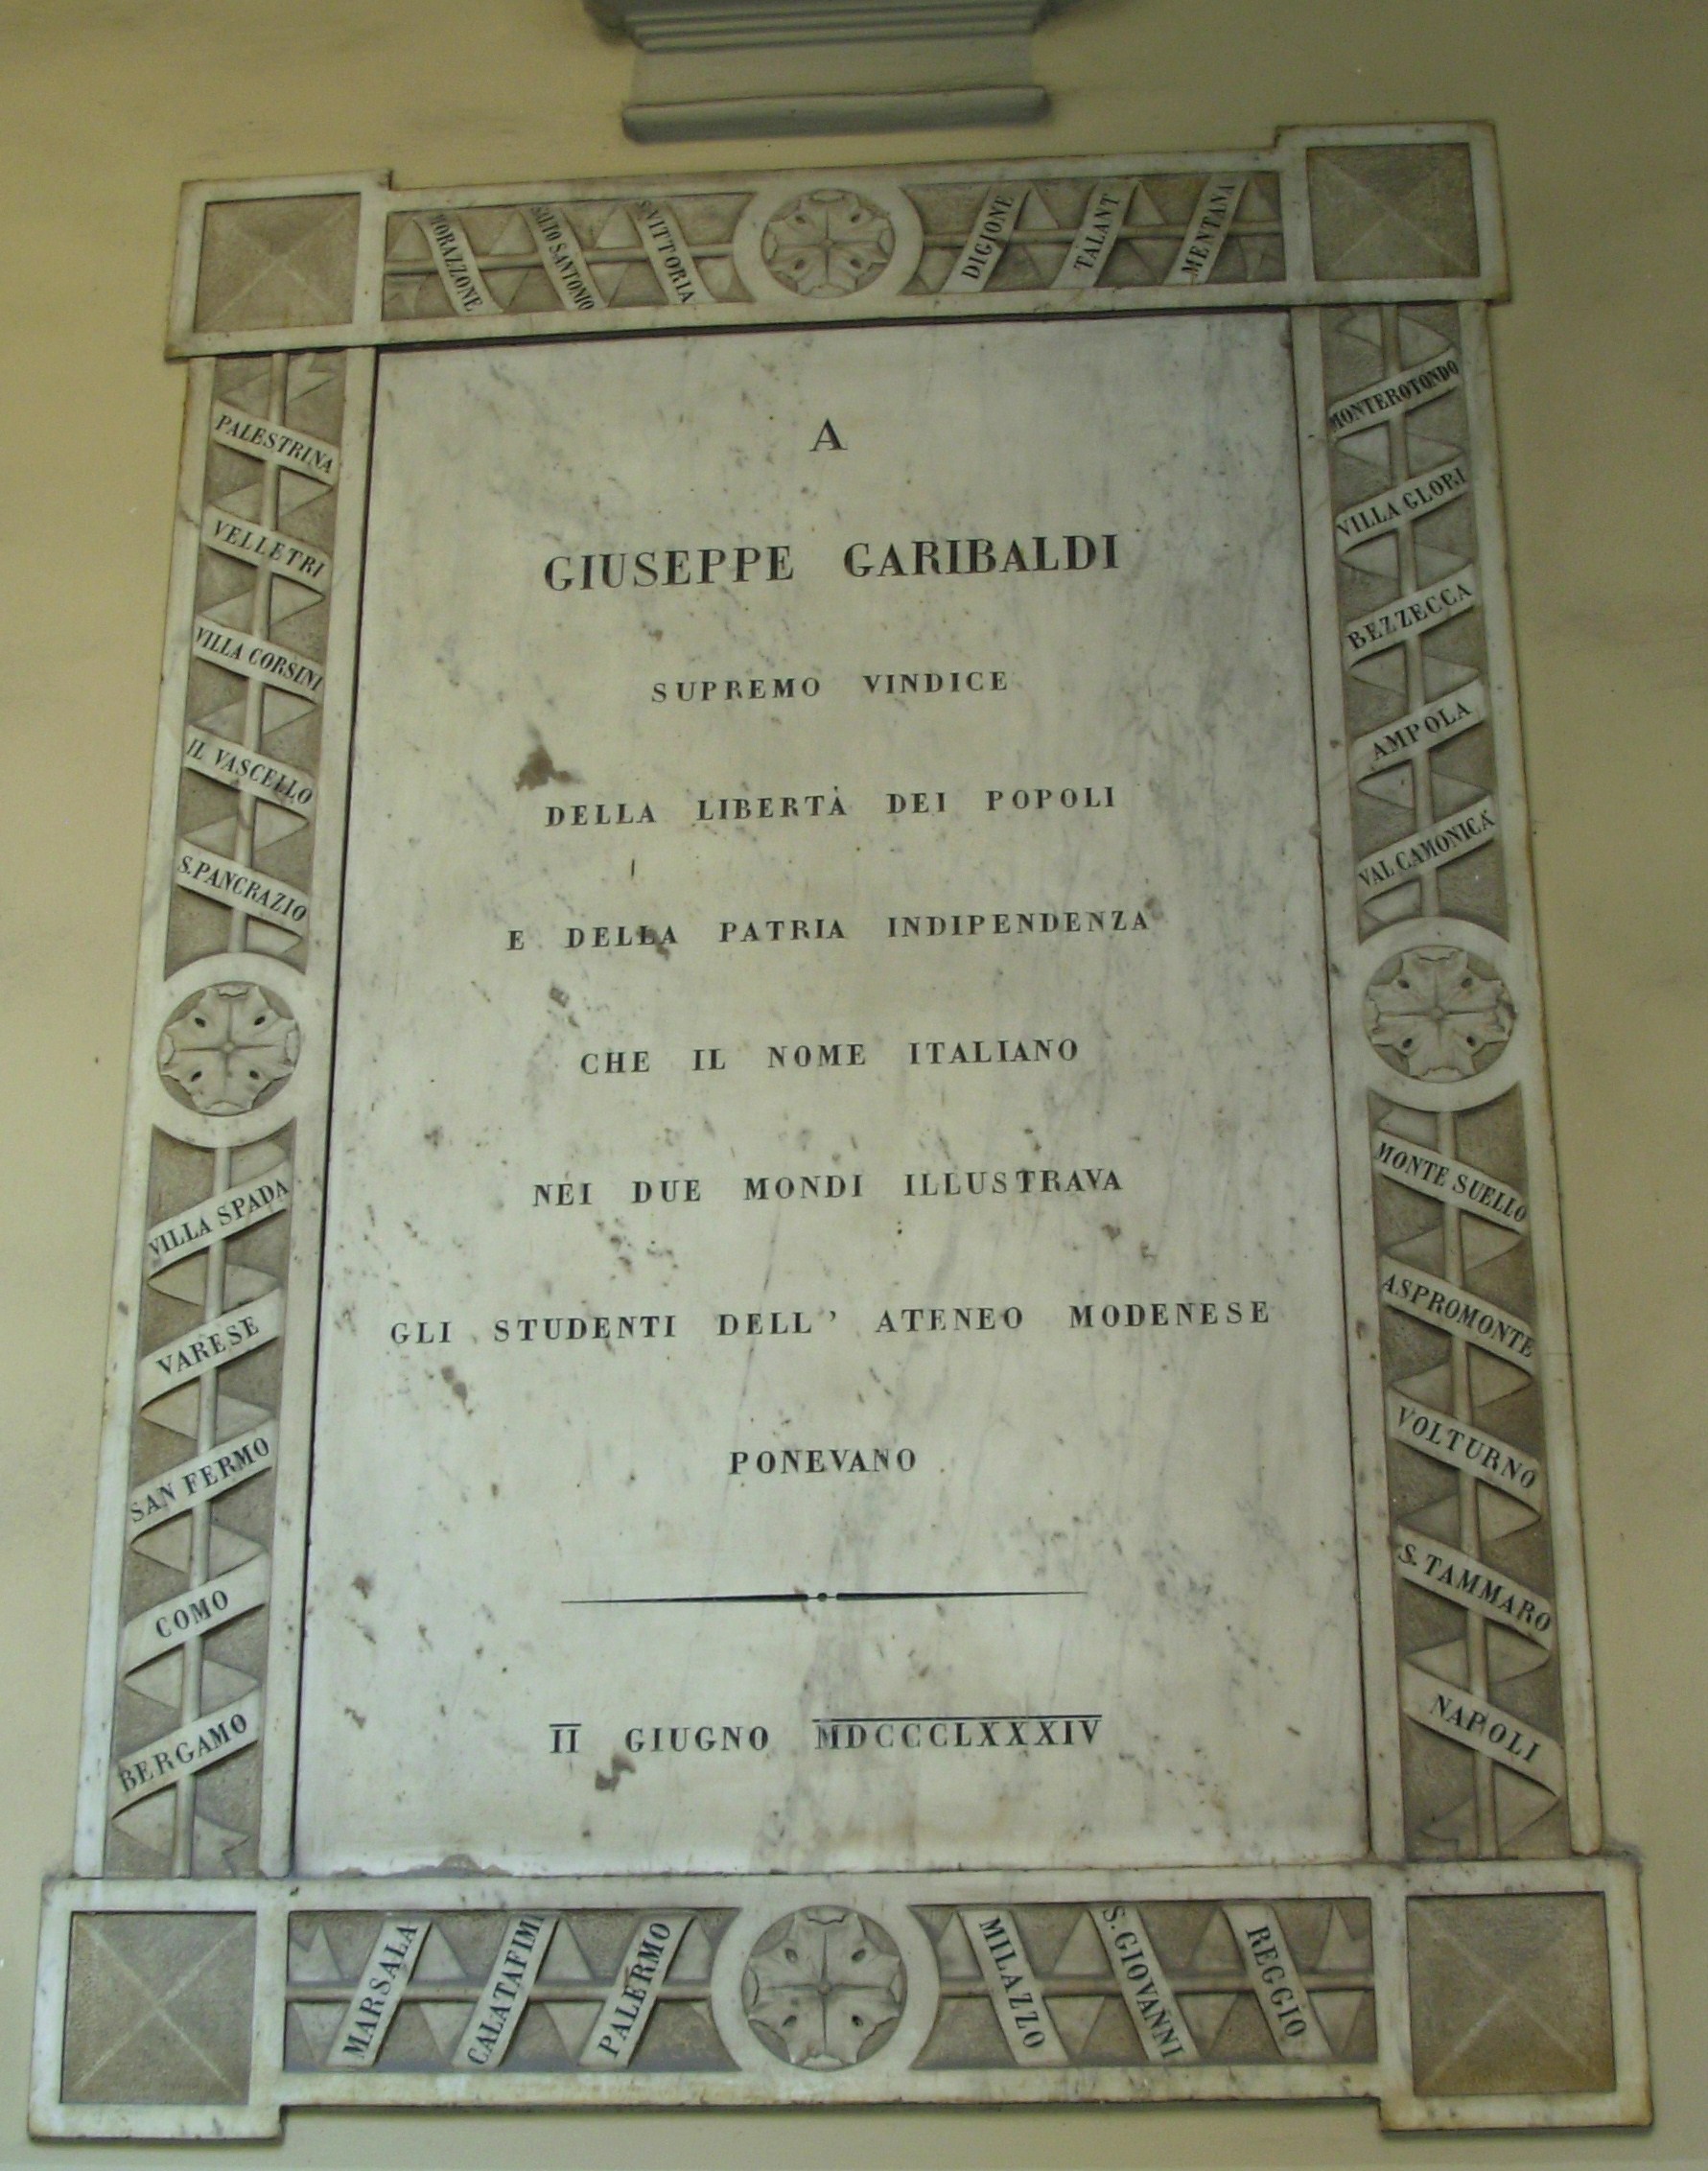 MORAZZONE
SALTO SANTONIO
S. VITTORIA
DIGIONE
TALANT
MENTANA
PALESTRINA
VELLETRI
VILLA CORSINI
IL VASCELLO
S. PANCRAZIO
VILLA SPADA
VARESE
SAN FERMO
COMO
BERGAMO
A
GIUSEPPE GARIBALDI
SUPREMO VINDICE
DELLA LIBERTÀ DEI POPOLI
E DELLA PATRIA INDIPENDENZA
CHE IL NOME ITALIANO
NEI DUE MONDI ILLUSTRAVA
GLI STUDENTI DELL' ATENEO MODENESE
PONEVANO
II GIUGNO MDCCCLXXXIV
MONTEROTONDO
VILLA GLORI
BEZZECCA
AMPOLA
VAL CAMONICA
MONTE SUELLO
ASPROMONTE
VOLTURNO
S. TAMMARO
NAPOLI
MARSALA
CALATAFIMI
PALERMO
MILAZZO
S. GIOVANNI
REGGIO